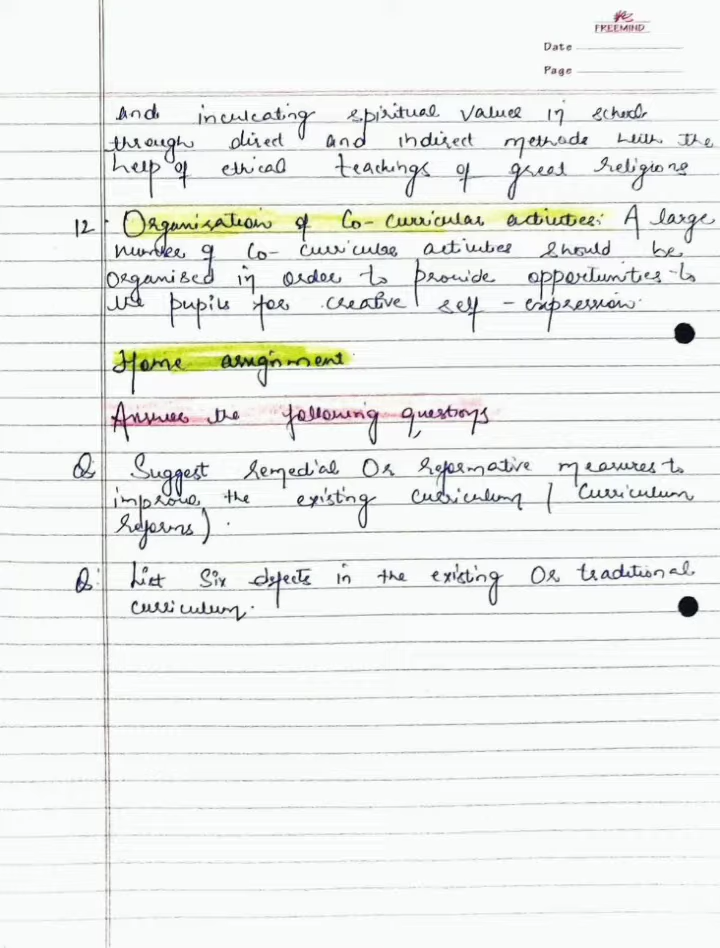 FREEMIND
Date
Page
and inculcating spiritual values in school
through direct and indirect methods with the
help of ethical teachings of great religions
12. Organisation of Co-curricular activities: A large
number of Co-curricular activities should be
organised in order to provide opportunities to
the pupils for creative self-expression.
Home assignment
Answer the following questions
Q: Suggest remedial Or reformative measures to
improve the existing curriculum / Curriculum
Reforms).
Q: List Six defects in the existing Or traditional
curriculum.